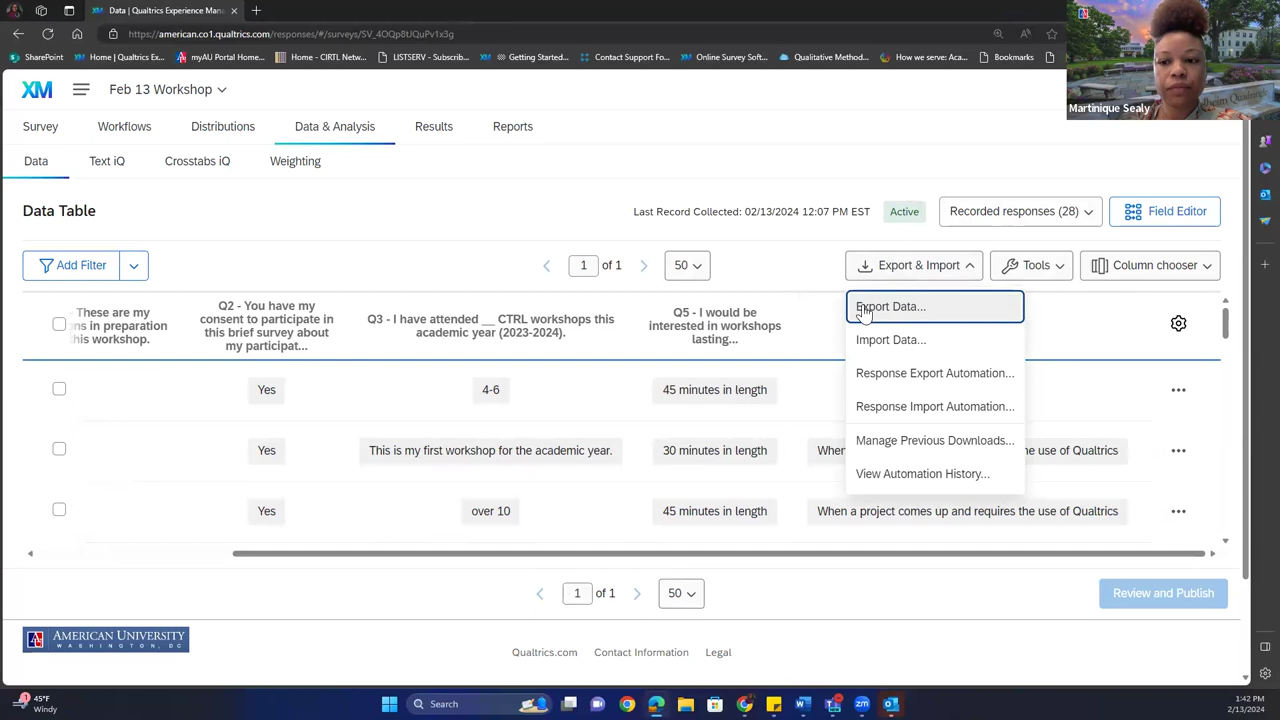 Data | Qualtrics Experience Mana
https://american.co1.qualtrics.com/responses/#/surveys/SV_4OQp8tJQuPv1x3g
SharePoint
Home | Qualtrics Ex...
myAU Portal Home...
Home - CIRTL Netw...
LISTSERV - Subscrib...
Getting Started...
Contact Support Fo...
Online Survey Soft...
Qualitative Method...
How we serve: Aca...
Bookmarks
Martinique Sealy
XM
Feb 13 Workshop
Survey
Workflows
Distributions
Data & Analysis
Results
Reports
Data
Text iQ
Crosstabs iQ
Weighting
Data Table
Last Record Collected: 02/13/2024 12:07 PM EST
Active
Recorded responses (28)
Field Editor
Add Filter
1 of 1
50
Export & Import
Tools
Column chooser
- These are my
ns in preparation
his workshop.
Q2 - You have my
consent to participate in
this brief survey about
my participat...
Q3 - I have attended __ CTRL workshops this
academic year (2023-2024).
Q5 - I would be
interested in workshops
lasting...
Export Data...
Import Data...
Response Export Automation...
Response Import Automation...
Manage Previous Downloads...
View Automation History...
Yes
4-6
45 minutes in length
Yes
This is my first workshop for the academic year.
30 minutes in length
When
he use of Qualtrics
Yes
over 10
45 minutes in length
When a project comes up and requires the use of Qualtrics
1 of 1
50
Review and Publish
AMERICAN UNIVERSITY
WASHINGTON, DC
Qualtrics.com
Contact Information
Legal
45°F
Windy
Search
1:42 PM
2/13/2024